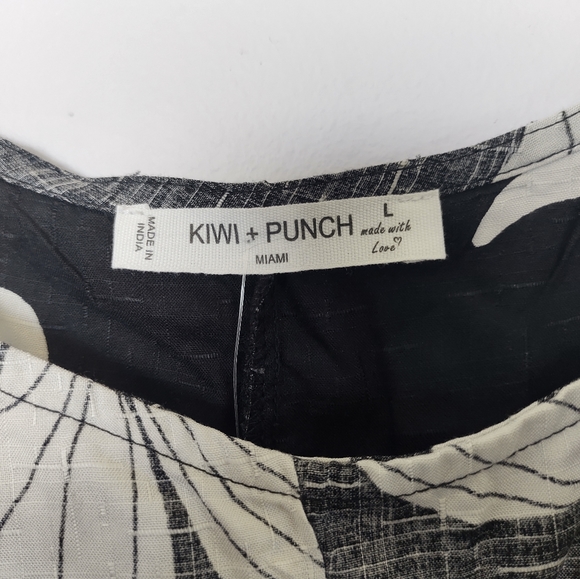 MADE IN
INDIA
KIWI + PUNCH
MIAMI
L
made with
Love♡